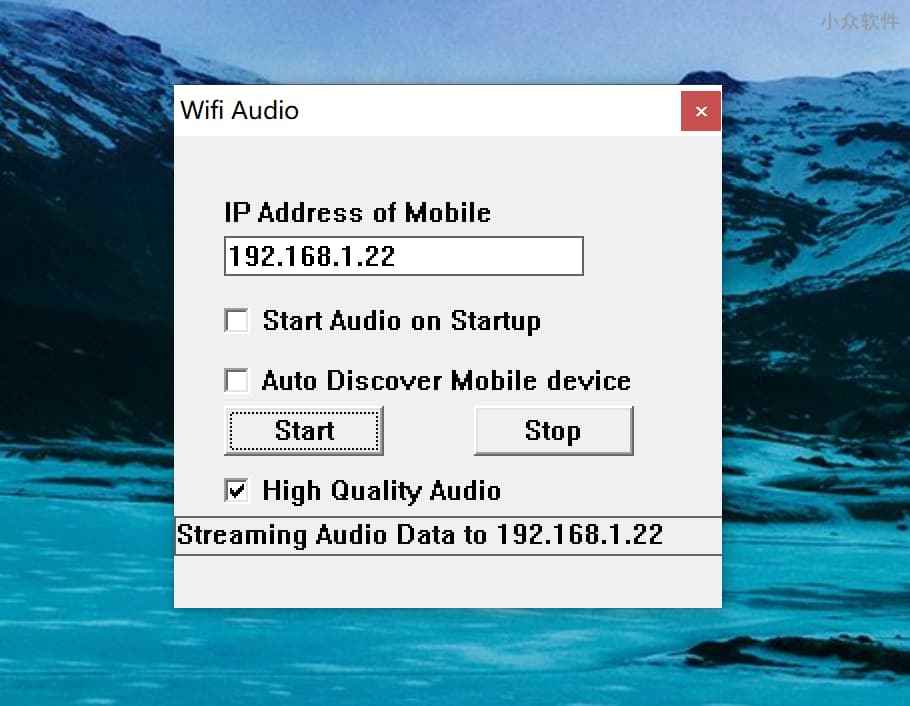 小众软件
Wifi Audio
IP Address of Mobile
192.168.1.22
Start Audio on Startup
Auto Discover Mobile device
Start Stop
High Quality Audio
Streaming Audio Data to 192.168.1.22